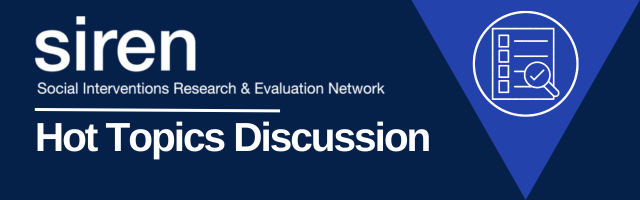 siren
Social Interventions Research & Evaluation Network
Hot Topics Discussion